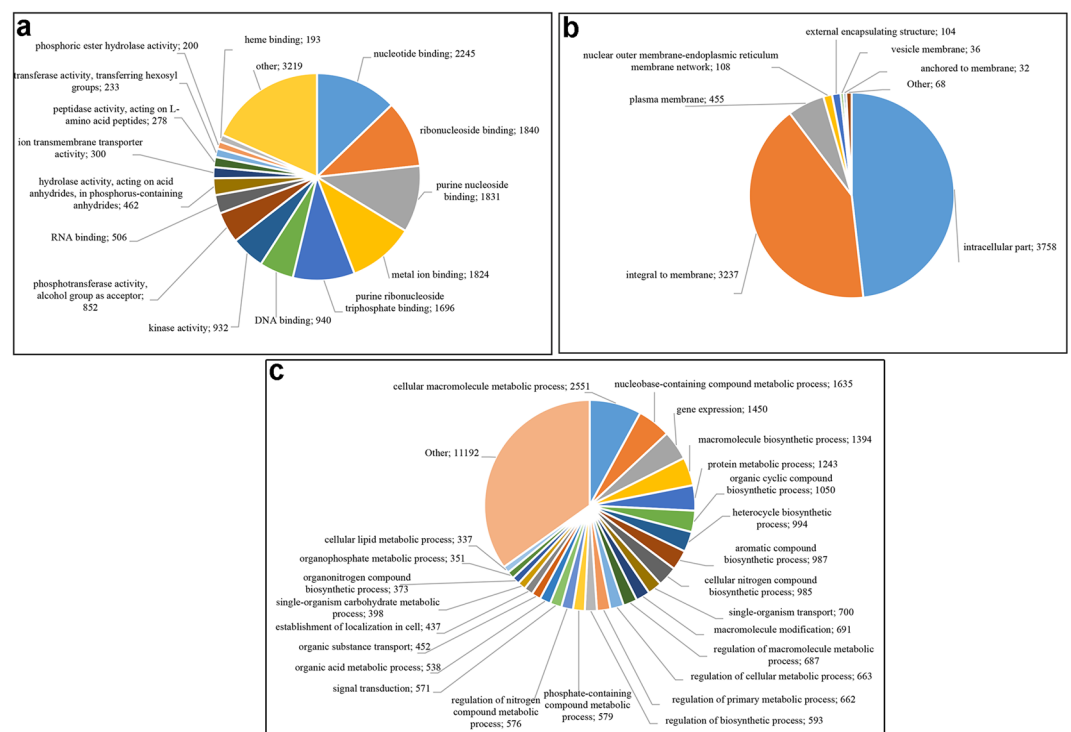 a
heme binding; 193
phosphoric ester hydrolase activity; 200
nucleotide binding; 2245
other; 3219
transferase activity, transferring hexosyl
groups; 233
peptidase activity, acting on L-
amino acid peptides; 278
ribonucleoside binding; 1840
ion transmembrane transporter
activity; 300
hydrolase activity, acting on acid
anhydrides, in phosphorus-containing
anhydrides; 462
purine nucleoside
binding; 1831
RNA binding; 506
metal ion binding; 1824
phosphotransferase activity,
alcohol group as acceptor;
852
purine ribonucleoside
triphosphate binding; 1696
kinase activity; 932
DNA binding; 940
b
external encapsulating structure; 104
nuclear outer membrane-endoplasmic reticulum
membrane network; 108
vesicle membrane; 36
anchored to membrane; 32
Other; 68
plasma membrane; 455
intracellular part; 3758
integral to membrane; 3237
c
cellular macromolecule metabolic process; 2551
nucleobase-containing compound metabolic process; 1635
gene expression; 1450
macromolecule biosynthetic process; 1394
Other; 11192
protein metabolic process; 1243
organic cyclic compound
biosynthetic process; 1050
heterocycle biosynthetic
process; 994
cellular lipid metabolic process; 337
aromatic compound
biosynthetic process; 987
organophosphate metabolic process; 351
organonitrogen compound
biosynthetic process; 373
cellular nitrogen compound
biosynthetic process; 985
single-organism carbohydrate metabolic
process; 398
single-organism transport; 700
establishment of localization in cell; 437
macromolecule modification; 691
organic substance transport; 452
regulation of macromolecule metabolic
process; 687
organic acid metabolic process; 538
regulation of cellular metabolic process; 663
signal transduction; 571
regulation of nitrogen
compound metabolic
process; 576
phosphate-containing
compound metabolic
process; 579
regulation of primary metabolic process; 662
regulation of biosynthetic process; 593